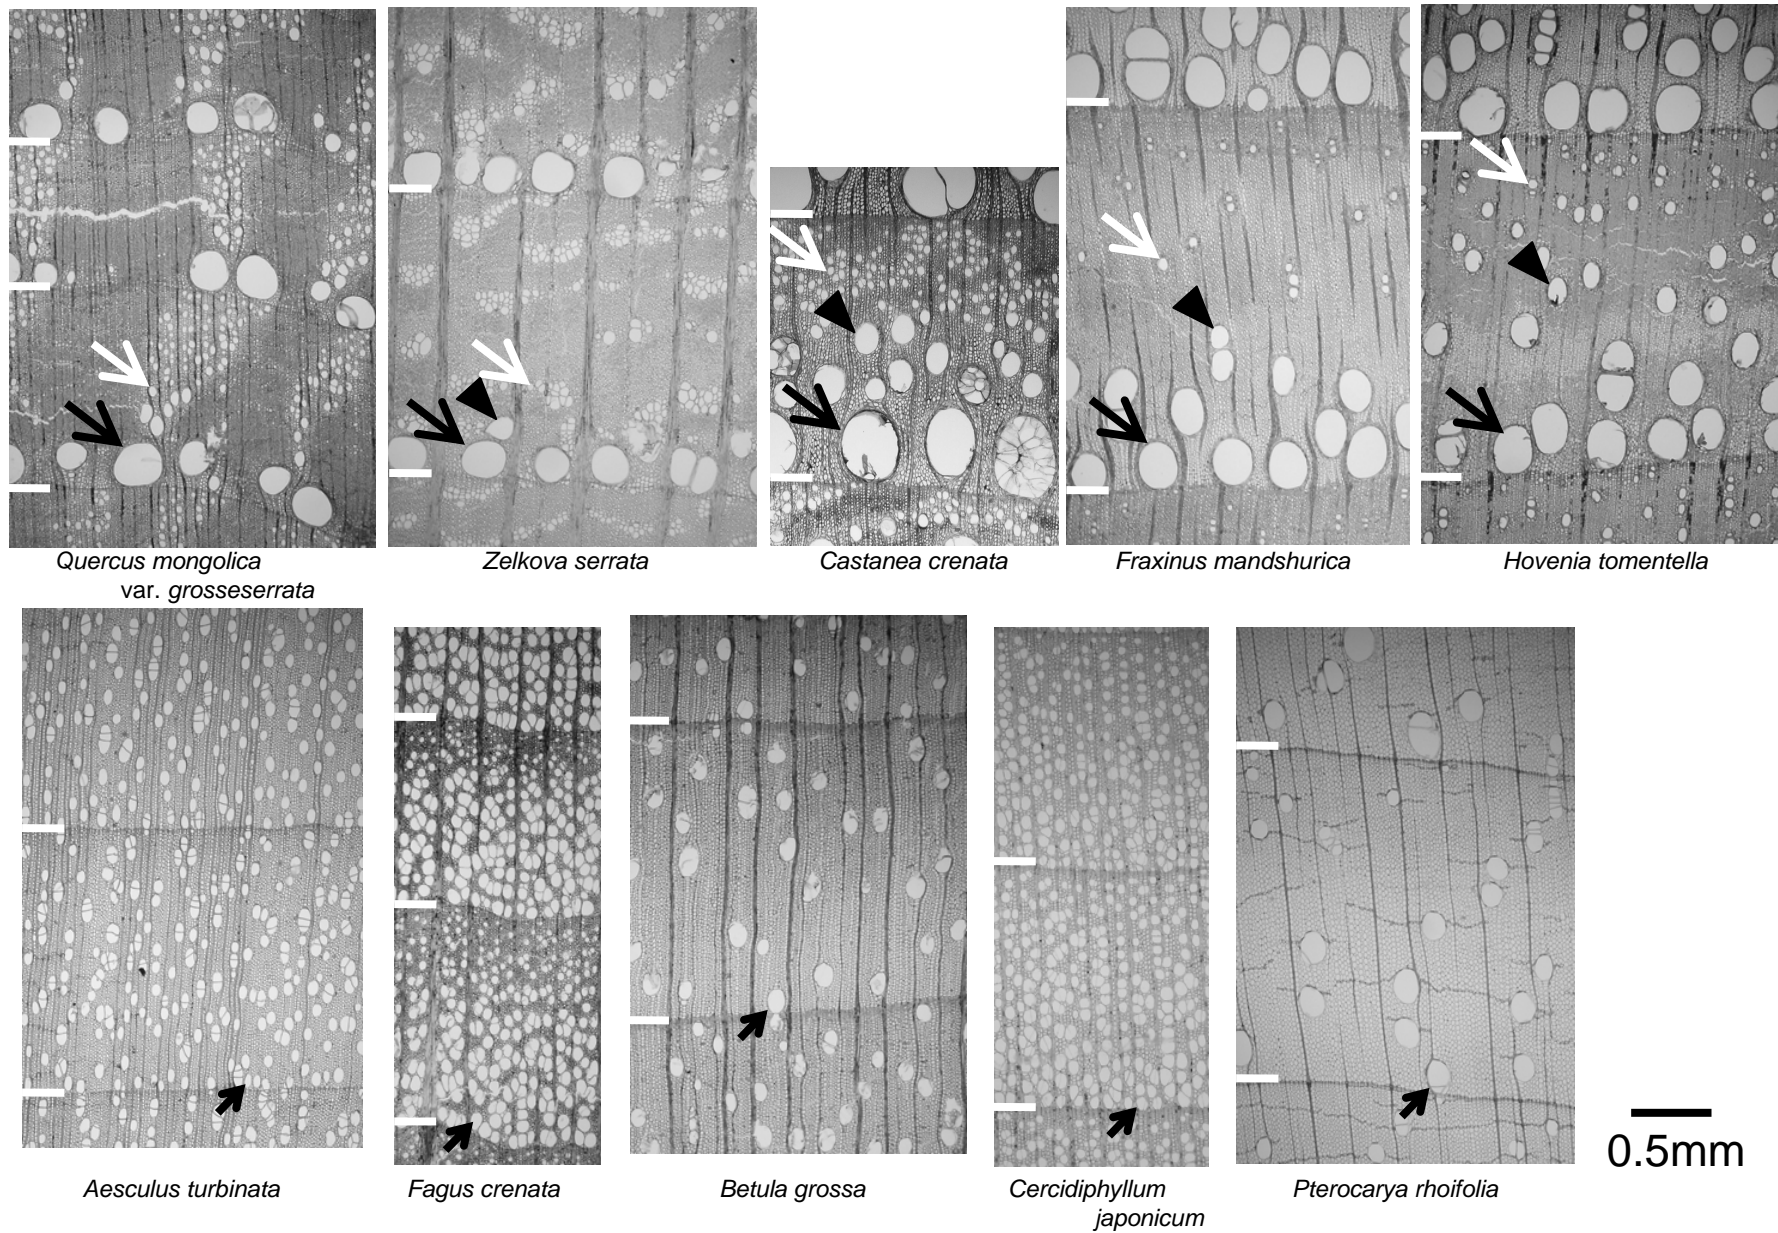 Quercus mongolica
var. grosseserrata
Zelkova serrata
Castanea crenata
Fraxinus mandshurica
Hovenia tomentella
Aesculus turbinata
Fagus crenata
Betula grossa
Cercidiphyllum
japonicum
Pterocarya rhoifolia
0.5mm